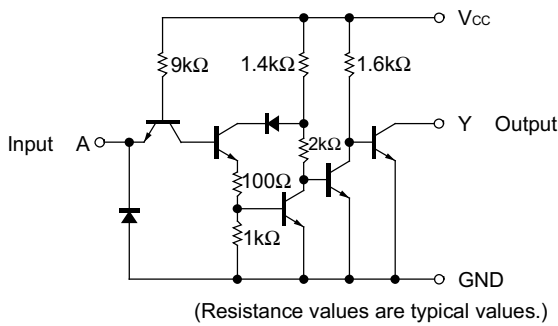 VCC
9kΩ
1.4kΩ
1.6kΩ
Input A
Y Output
2kΩ
100Ω
1kΩ
GND
(Resistance values are typical values.)